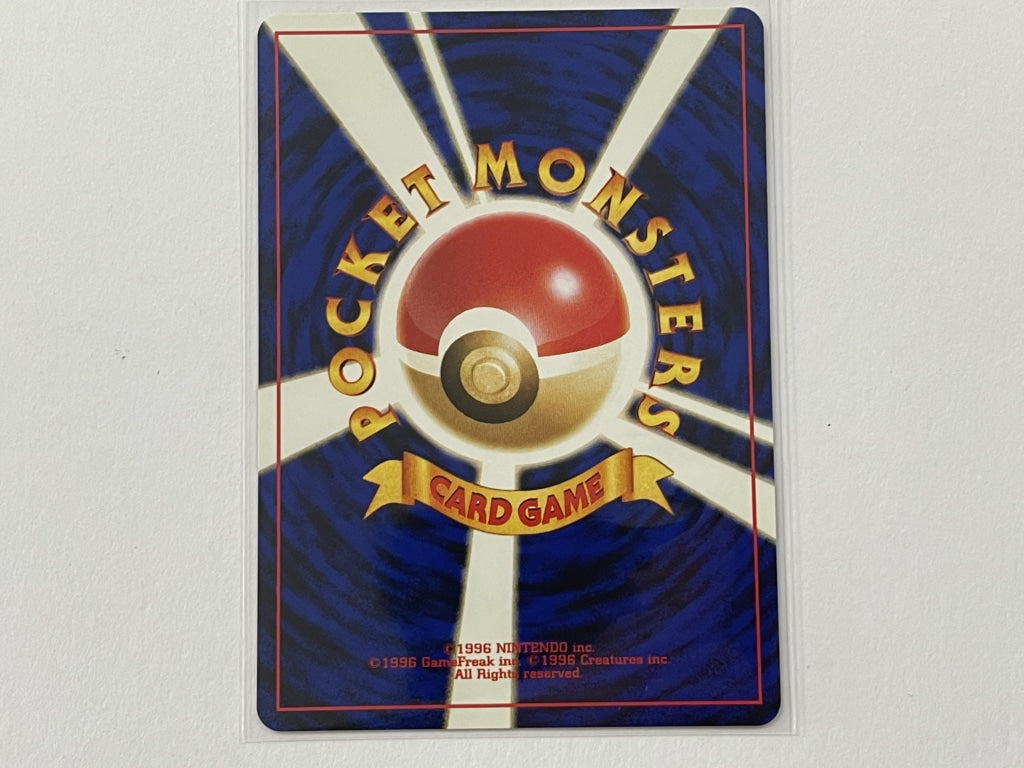 POCKET MONSTERS
CARD GAME
©1996 NINTENDO inc.
©1996 GameFreak inc. ©1996 Creatures inc.
All Rights reserved.